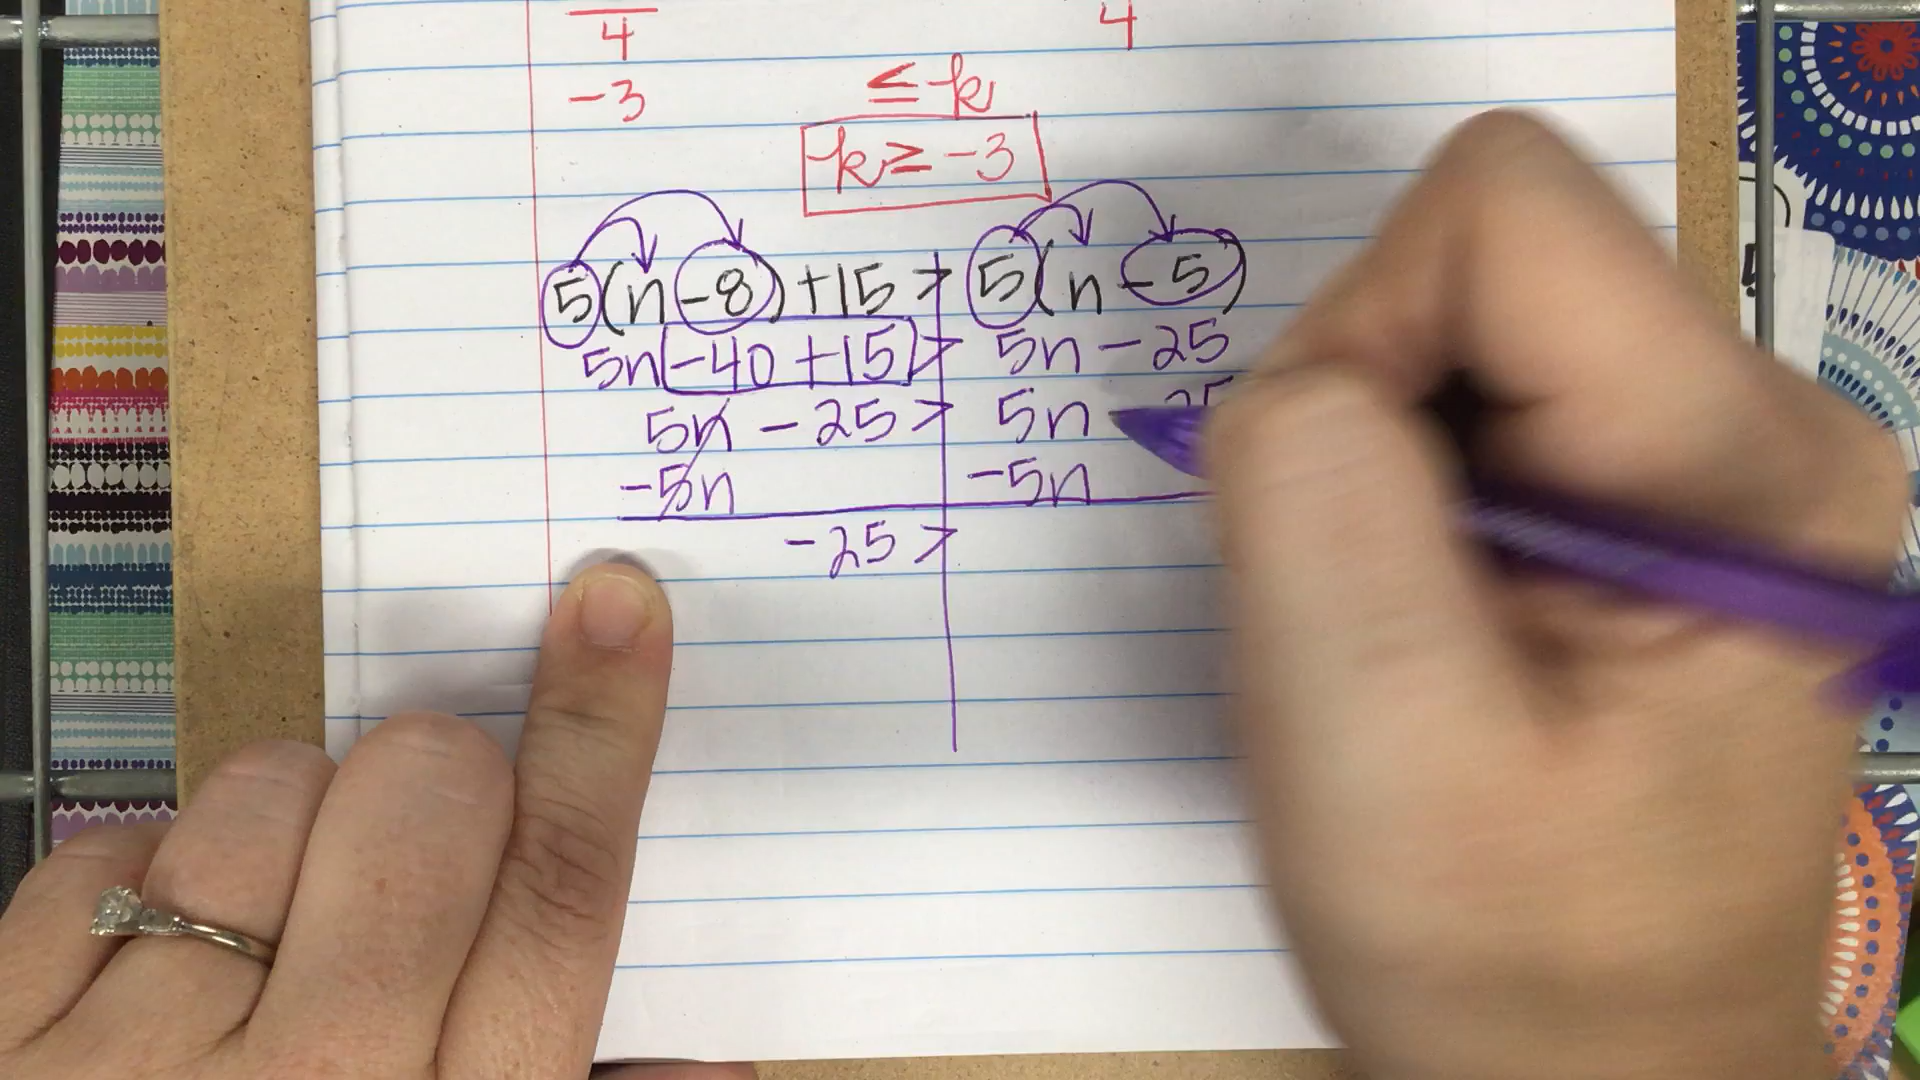 4 4
-3 ≤ k
k ≥ -3
5(n-8)+15 > 5(n-5)
5n-40+15 > 5n-25
5n-25 > 5n-25
-5n -5n
-25 >